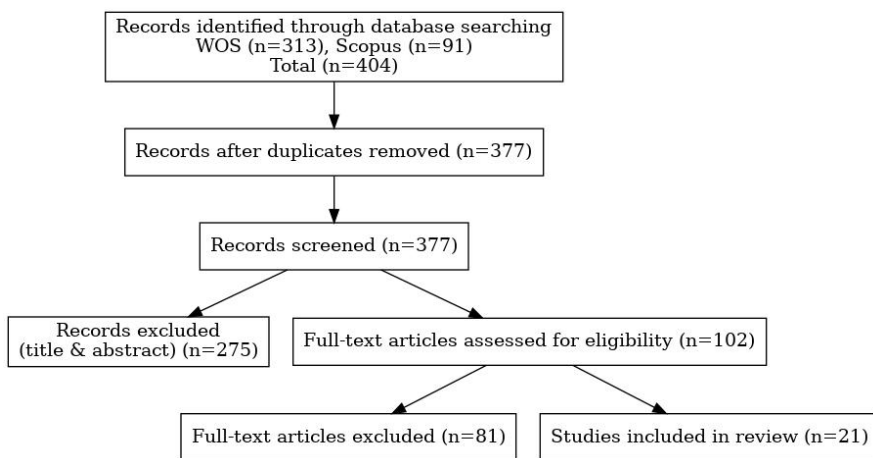 Records identified through database searching
WOS (n=313), Scopus (n=91)
Total (n=404)
Records after duplicates removed (n=377)
Records screened (n=377)
Records excluded
(title & abstract) (n=275)
Full-text articles assessed for eligibility (n=102)
Full-text articles excluded (n=81)
Studies included in review (n=21)